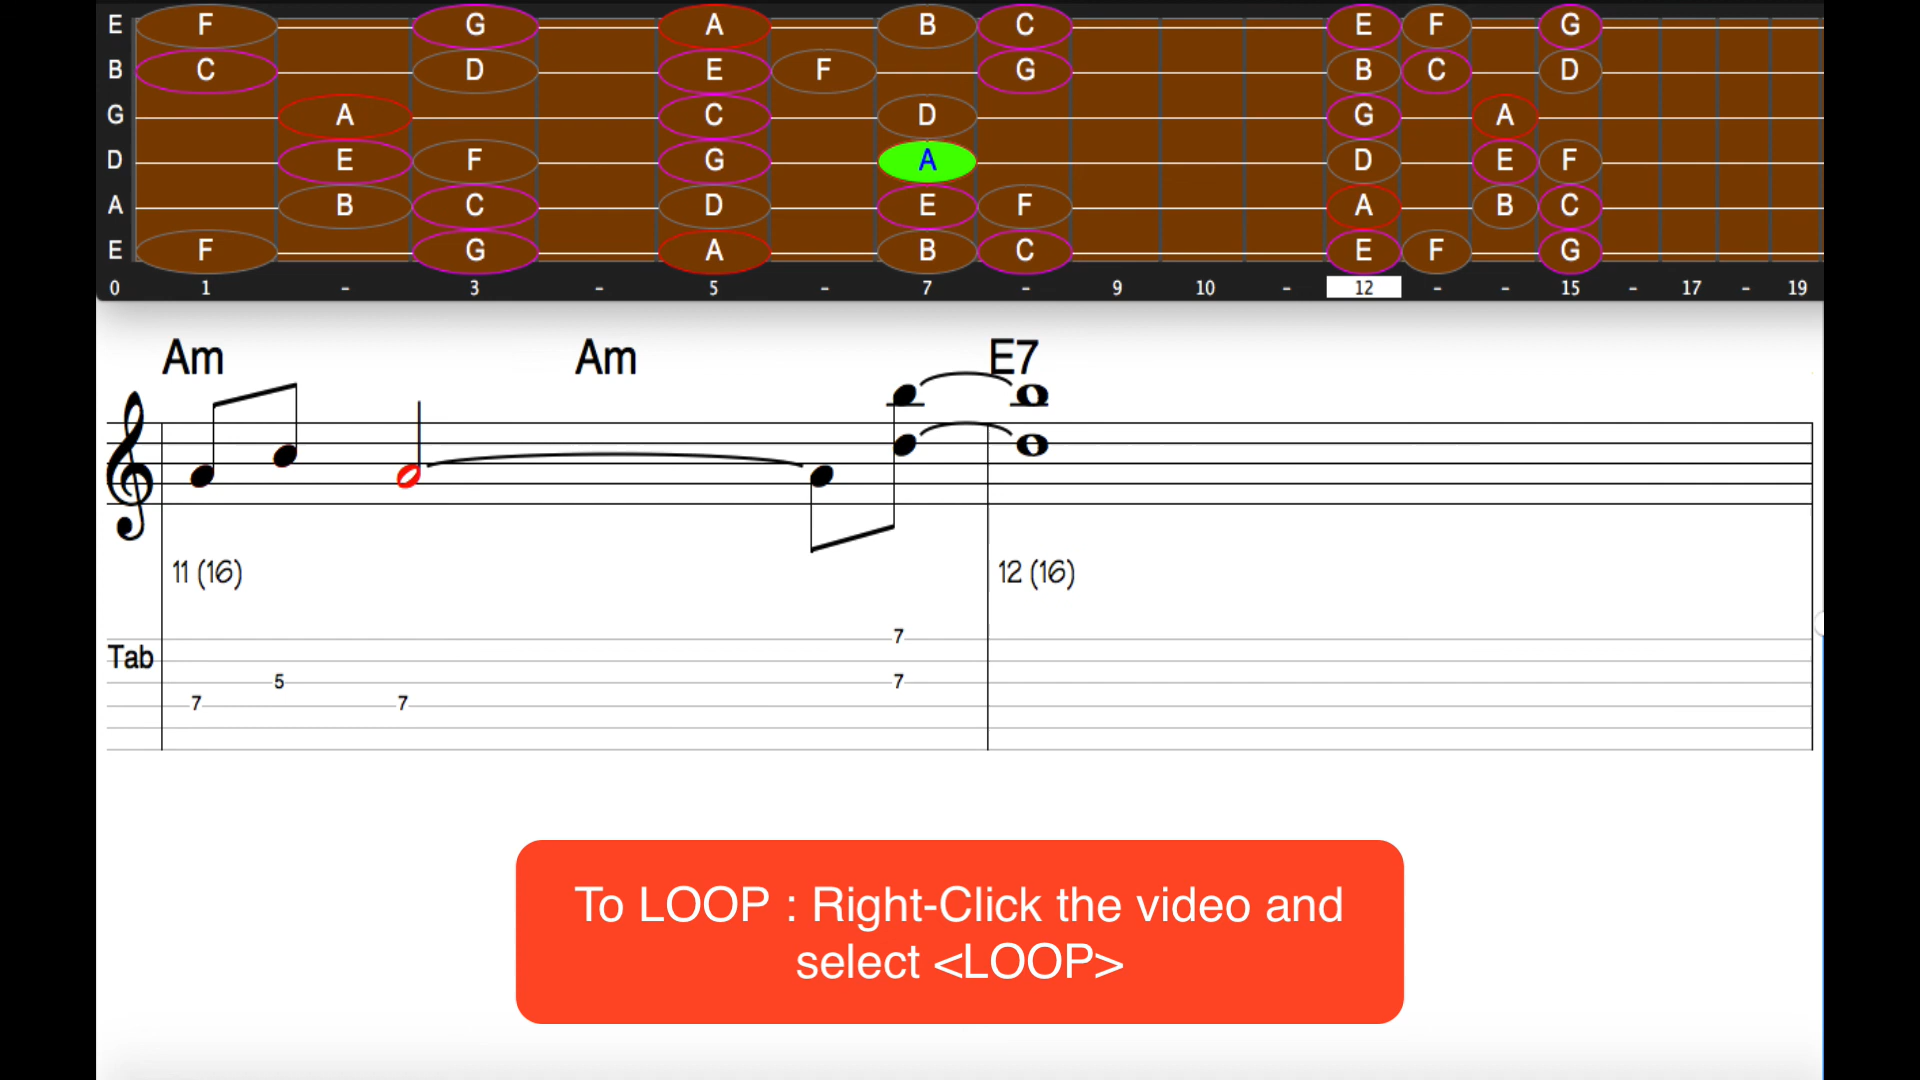 E F G A B C E F G
B C D E F G B C D
G A C D G A
D E F G A D E F
A B C D E F A B C
E F G A B C E F G
0 1 - 3 - 5 - 7 - 9 10 - 12 - - 15 - 17 - 19
Am Am E7
11 (16) 12 (16)
7
Tab
5 7
7 7
To LOOP : Right-Click the video and
select <LOOP>